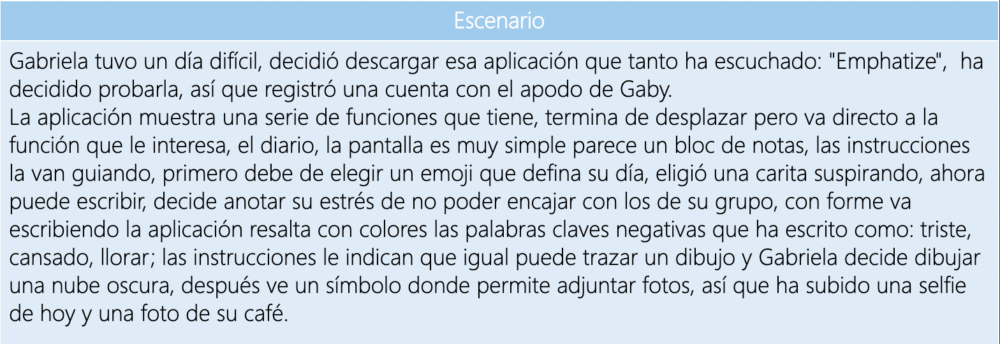 Escenario
Gabriela tuvo un día difícil, decidió descargar esa aplicación que tanto ha escuchado: "Emphatize",  ha
decidido probarla, así que registró una cuenta con el apodo de Gaby.
La aplicación muestra una serie de funciones que tiene, termina de desplazar pero va directo a la
función que le interesa, el diario, la pantalla es muy simple parece un bloc de notas, las instrucciones
la van guiando, primero debe de elegir un emoji que defina su día, eligió una carita suspirando, ahora
puede escribir, decide anotar su estrés de no poder encajar con los de su grupo, con forme va
escribiendo la aplicación resalta con colores las palabras claves negativas que ha escrito como: triste,
cansado, llorar; las instrucciones le indican que igual puede trazar un dibujo y Gabriela decide dibujar
una nube oscura, después ve un símbolo donde permite adjuntar fotos, así que ha subido una selfie
de hoy y una foto de su café.